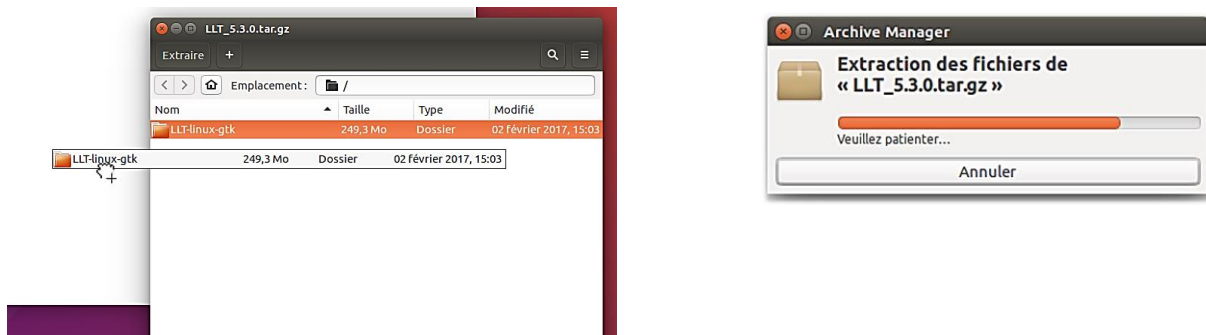 LLT_5.3.0.tar.gz
Extraire +
Emplacement : /
Nom Taille Type Modifié
LLT-linux-gtk 249,3 Mo Dossier 02 février 2017, 15:03
LLT-linux-gtk 249,3 Mo Dossier 02 février 2017, 15:03
Archive Manager
Extraction des fichiers de
« LLT_5.3.0.tar.gz »
Veuillez patienter...
Annuler